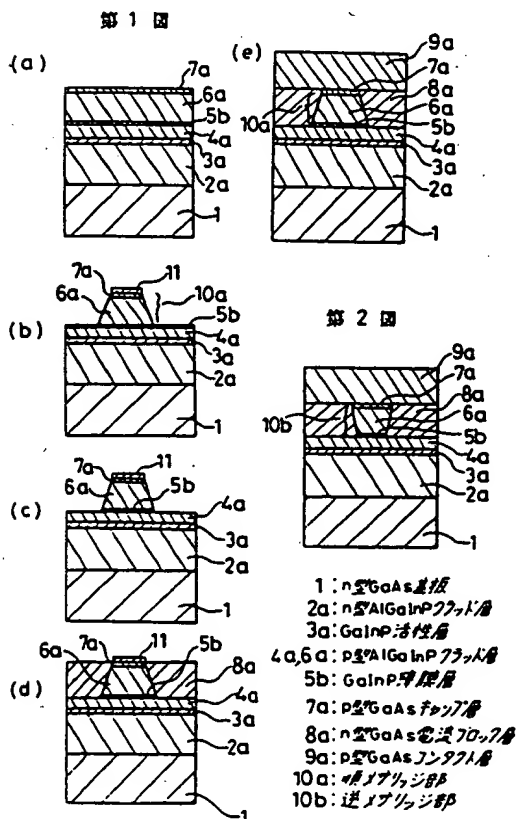 第1図
(a)
7a
6a
5b
4a
3a
2a
1
(b)
11
7a
6a
10a
5b
4a
3a
2a
1
(c)
11
7a
6a
5b
4a
3a
2a
1
(d)
11
6a 7a 5b
8a
4a
3a
2a
1
(e)
9a
7a
8a
10a
6a
5b
4a
3a
2a
1
第2図
9a
7a
8a
10b
6a
5b
4a
3a
2a
1
1:n型GaAs基板
2a:n型AlGaInPクラッド層
3a:GaInP活性層
4a,6a:p型AlGaInPクラッド層
5b:GaInP薄膜層
7a:p型GaAsキャップ層
8a:n型GaAs電流ブロック層
9a:p型GaAsコンタクト層
10a:順メサリッジ部
10b:逆メサリッジ部